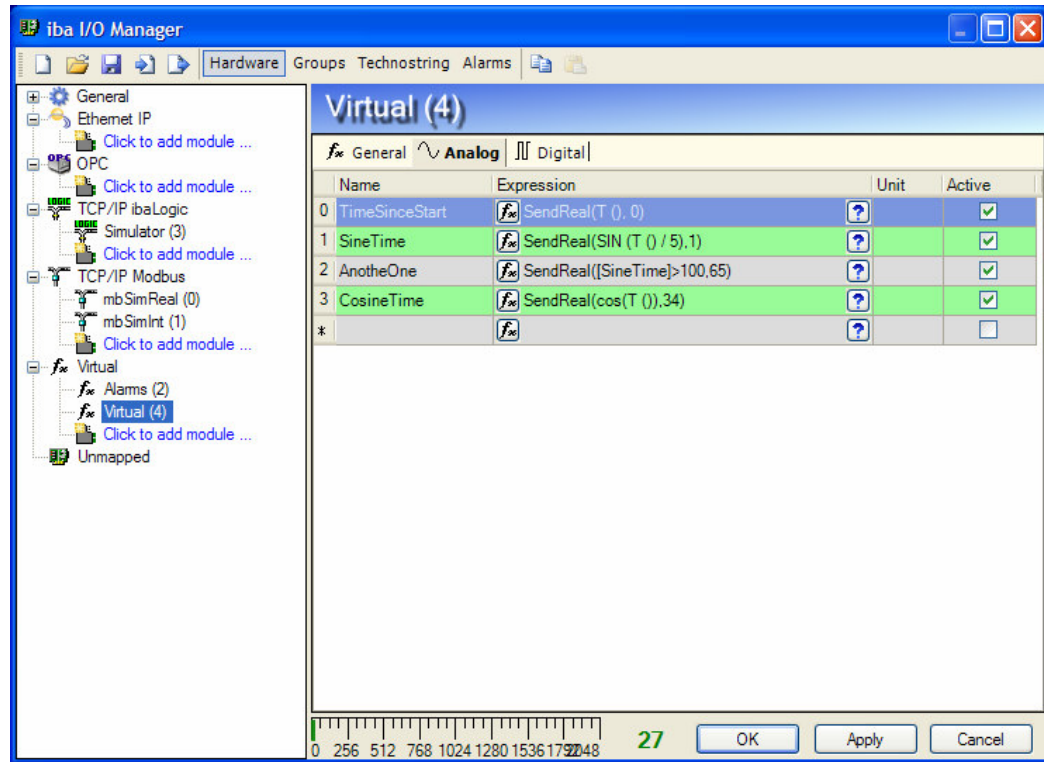 iba I/O Manager
Hardware Groups Technostring Alarms
General
Ethernet IP
Click to add module ...
OPC
Click to add module ...
TCP/IP ibaLogic
Simulator (3)
Click to add module ...
TCP/IP Modbus
mbSimReal (0)
mbSimInt (1)
Click to add module ...
Virtual
Alarms (2)
Virtual (4)
Click to add module ...
Unmapped
Virtual (4)
General Analog Digital
Name Expression Unit Active
0 TimeSinceStart SendReal(T (), 0)
1 SineTime SendReal(SIN (T () / 5),1)
2 AnotheOne SendReal([SineTime]>100,65)
3 CosineTime SendReal(cos(T ()),34)
*
0 256 512 768 1024 1280 1536 1792 2048
27 OK Apply Cancel